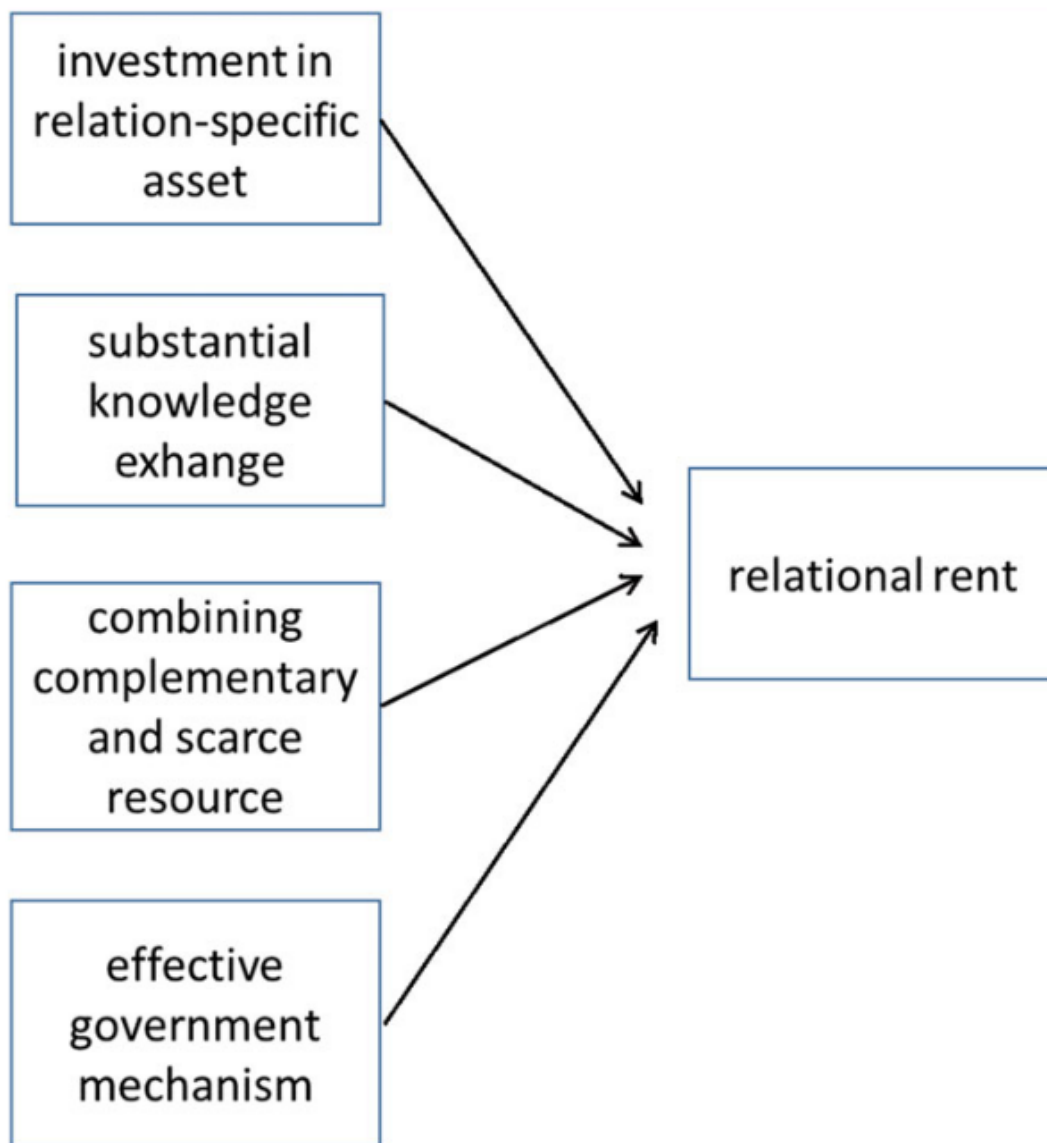 investment in
relation-specific
asset
substantial
knowledge
exhange
combining
complementary
and scarce
resource
effective
government
mechanism
relational rent